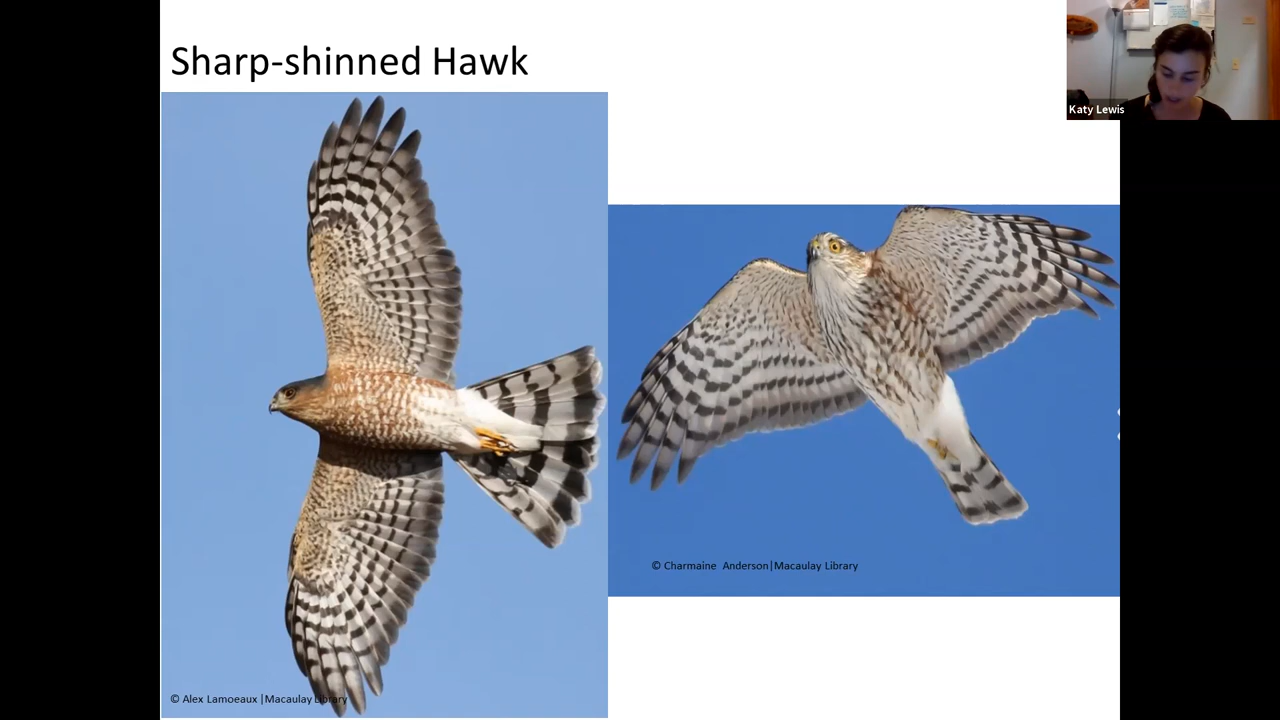 Sharp-shinned Hawk
Katy Lewis
© Charmaine Anderson|Macaulay Library
© Alex Lamoeaux |Macaulay Library